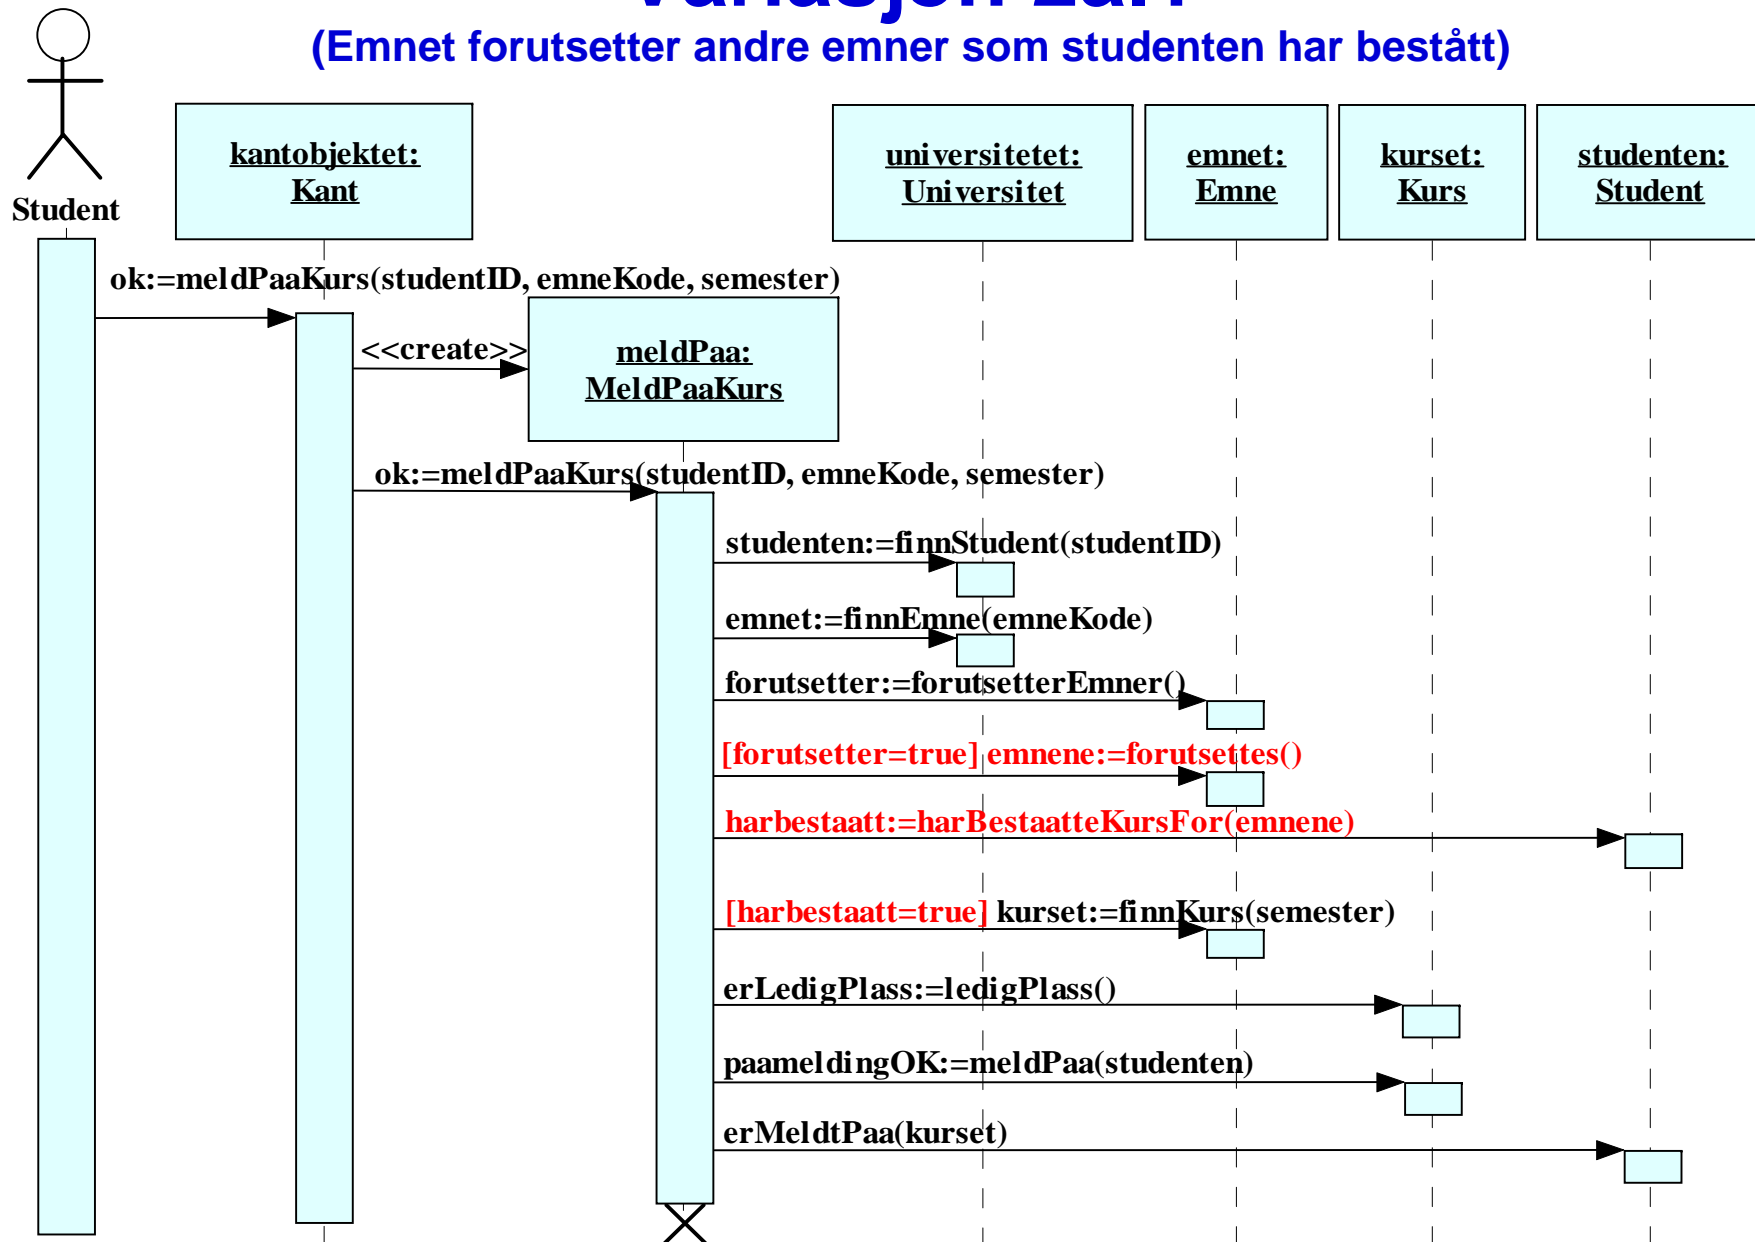 (Emnet forutsetter andre emner som studenten har bestått)
Student
kantobjektet:
Kant
universitetet:
Universitet
emnet:
Emne
kurset:
Kurs
studenten:
Student
ok:=meldPaaKurs(studentID, emneKode, semester)
<<create>>
meldPaa:
MeldPaaKurs
ok:=meldPaaKurs(studentID, emneKode, semester)
studenten:=finnStudent(studentID)
emnet:=finnEmne(emneKode)
forutsetter:=forutsetterEmner()
[forutsetter=true] emnene:=forutsettes()
harbestaatt:=harBestaatteKursFor(emnene)
[harbestaatt=true] kurset:=finnKurs(semester)
erLedigPlass:=ledigPlass()
paameldingOK:=meldPaa(studenten)
erMeldtPaa(kurset)